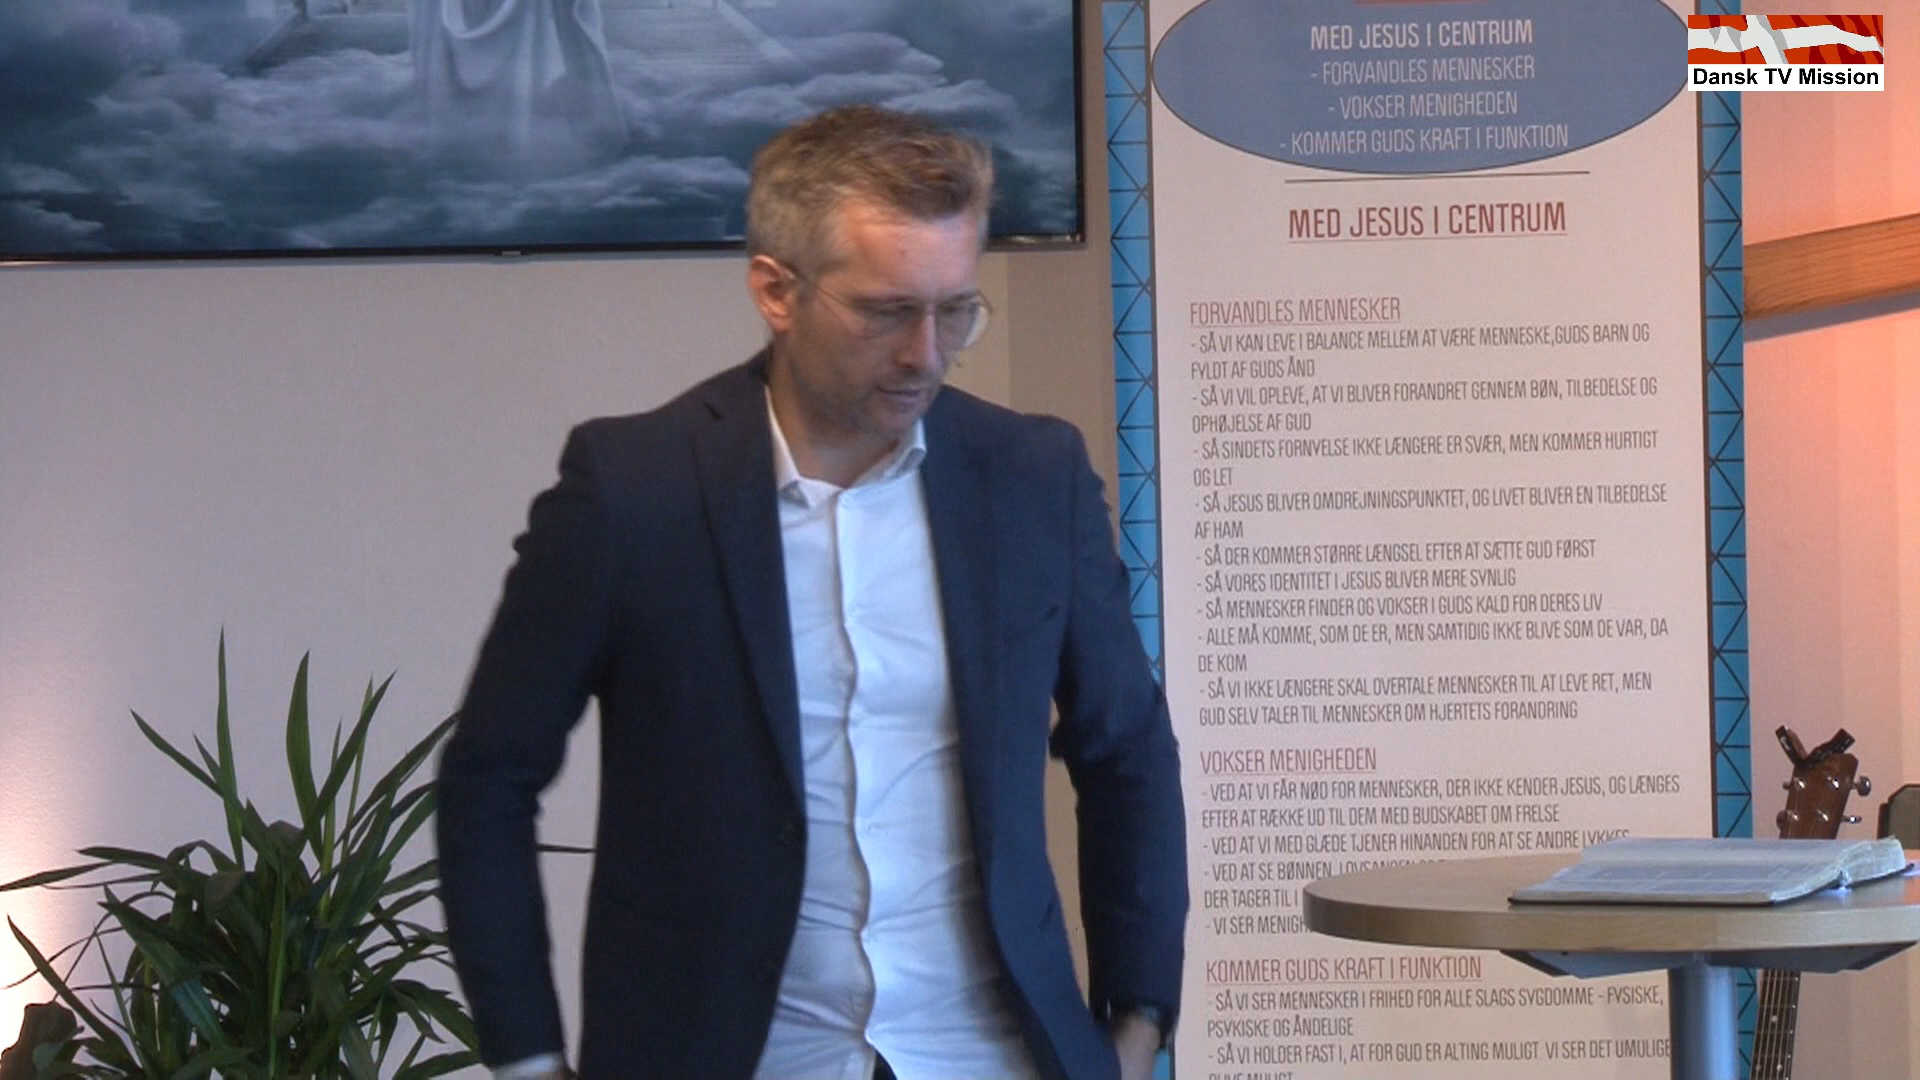 MED JESUS I CENTRUM
- FORVANDLES MENNESKER
- VOKSER MENIGHEDEN
- KOMMER GUDS KRAFT I FUNKTION
Dansk TV Mission
MED JESUS I CENTRUM
FORVANDLES MENNESKER
- SÅ VI KAN LEVE I BALANCE MELLEM AT VÆRE MENNESKE,GUDS BARN OG
FYLDT AF GUDS ÅND
- SÅ VI VIL OPLEVE, AT VI BLIVER FORANDRET GENNEM BØN, TILBEDELSE OG
OPHØJELSE AF GUD
- SÅ SINDETS FORNYELSE IKKE LÆNGERE ER SVÆR, MEN KOMMER HURTIGT
OG LET
- SÅ JESUS BLIVER OMDREJNINGSPUNKTET, OG LIVET BLIVER EN TILBEDELSE
AF HAM
- SÅ DER KOMMER STØRRE LÆNGSEL EFTER AT SÆTTE GUD FØRST
- SÅ VORES IDENTITET I JESUS BLIVER MERE SYNLIG
- SÅ MENNESKER FINDER OG VOKSER I GUDS KALD FOR DERES LIV
- ALLE MÅ KOMME, SOM DE ER, MEN SAMTIDIG IKKE BLIVE SOM DE VAR, DA
DE KOM
- SÅ VI IKKE LÆNGERE SKAL OVERTALE MENNESKER TIL AT LEVE RET, MEN
GUD SELV TALER TIL MENNESKER OM HJERTETS FORANDRING
VOKSER MENIGHEDEN
- VED AT VI FÅR NØD FOR MENNESKER, DER IKKE KENDER JESUS, OG LÆNGES
EFTER AT RÆKKE UD TIL DEM MED BUDSKABET OM FRELSE
- VED AT VI MED GLÆDE TJENER HINANDEN FOR AT SE ANDRE LYKKES
- VED AT SE BØNNEN, LOVSANGEN
DER TAGER TIL I
- VI SER
KOMMER GUDS KRAFT I FUNKTION
- SÅ VI SER MENNESKER I FRIHED FOR ALLE SLAGS SYGDOMME - FYSISKE,
PSYKISKE OG ÅNDELIGE
- SÅ VI HOLDER FAST I, AT FOR GUD ER ALTING MULIGT. VI SER DET UMULIGE